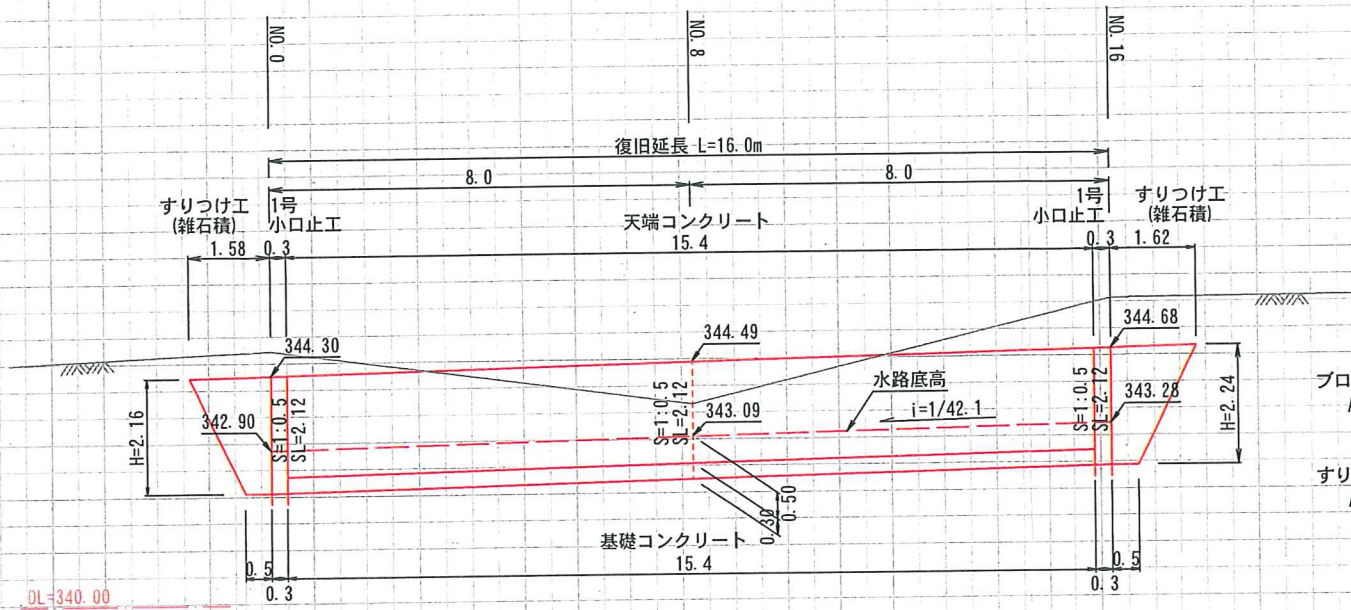 NO. 0
NO. 8
NO. 16
復旧延長 L=16.0m
8.0
8.0
すりつけ工
(雑石積)
1号
小口止工
天端コンクリート
1号
小口止工
すりつけ工
(雑石積)
1.58
0.3
15.4
0.3
1.62
344.30
344.49
344.68
水路底高
i=1/42.1
342.90
343.09
343.28
H=2.16
S=1:0.5
SL=2.12
S=1:0.5
SL=2.12
S=1:0.5
SL=2.12
H=2.24
ブロ
すり
0.30
0.50
基礎コンクリート
0.5
0.3
15.4
0.3
0.5
DL=340.00